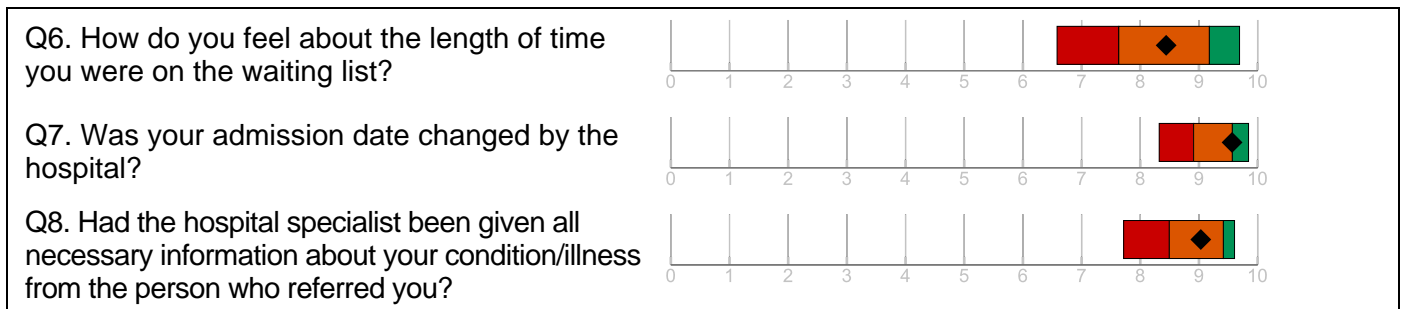 Q6. How do you feel about the length of time
you were on the waiting list?
0 1 2 3 4 5 6 7 8 9 10
Q7. Was your admission date changed by the
hospital?
0 1 2 3 4 5 6 7 8 9 10
Q8. Had the hospital specialist been given all
necessary information about your condition/illness
from the person who referred you?
0 1 2 3 4 5 6 7 8 9 10